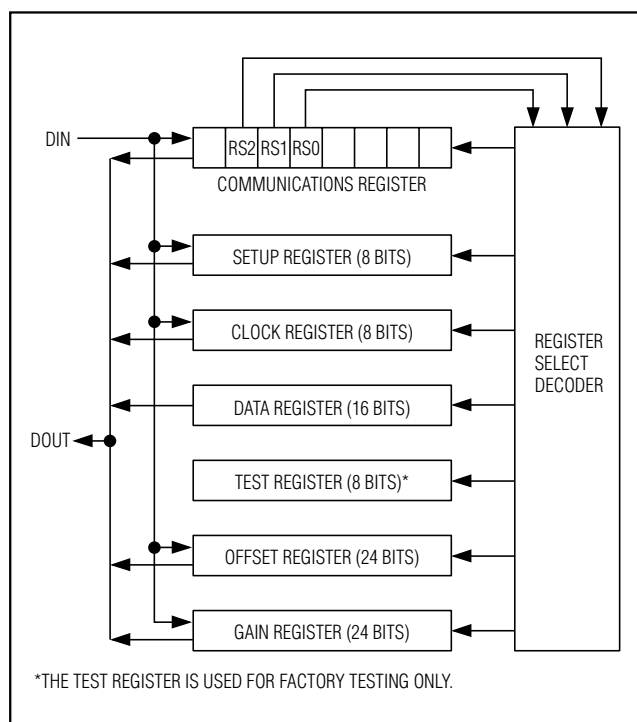 DIN
RS2 RS1 RS0
COMMUNICATIONS REGISTER
SETUP REGISTER (8 BITS)
CLOCK REGISTER (8 BITS)
REGISTER
SELECT
DECODER
DATA REGISTER (16 BITS)
DOUT
TEST REGISTER (8 BITS)*
OFFSET REGISTER (24 BITS)
GAIN REGISTER (24 BITS)
*THE TEST REGISTER IS USED FOR FACTORY TESTING ONLY.